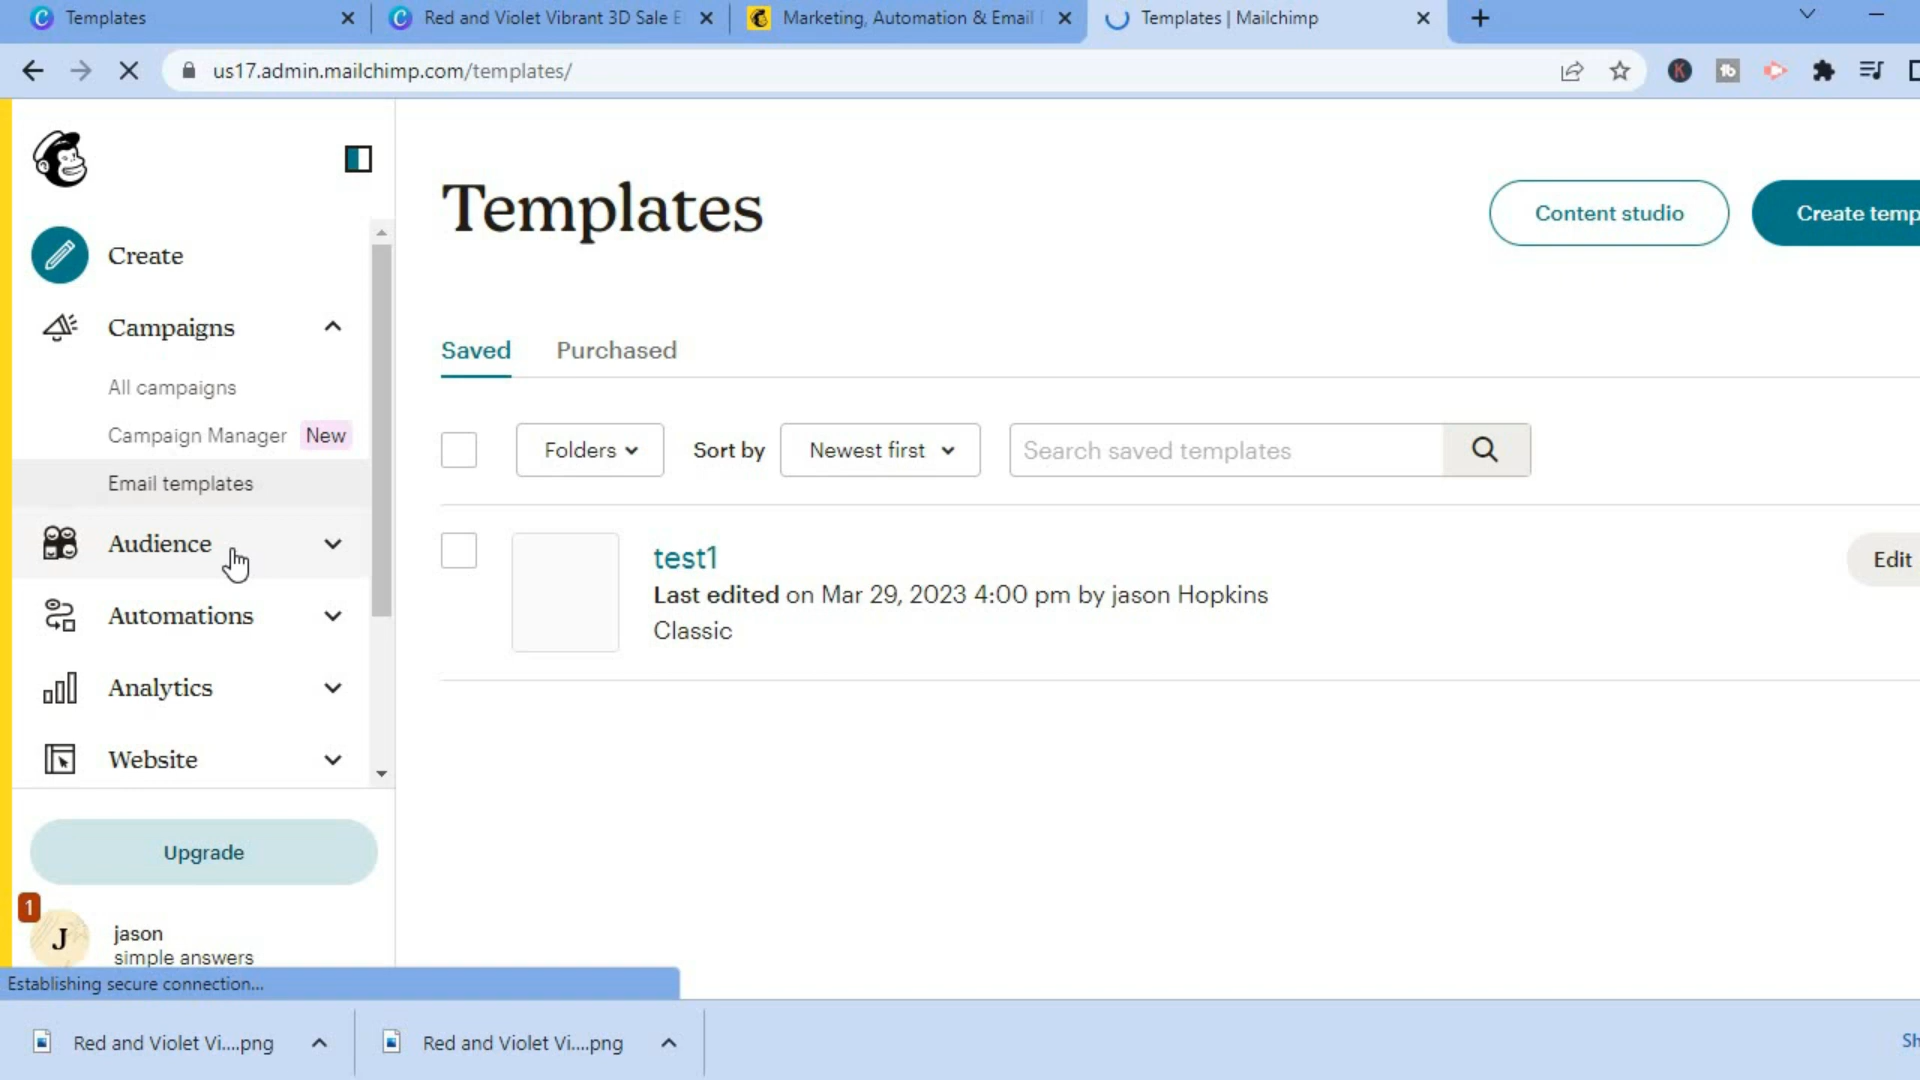 Templates
Red and Violet Vibrant 3D Sale E
Marketing, Automation & Email
Templates | Mailchimp
us17.admin.mailchimp.com/templates/
Templates
Content studio
Create temp
Create
Campaigns
All campaigns
Campaign Manager New
Email templates
Audience
Automations
Analytics
Website
Saved
Purchased
Folders
Sort by
Newest first
Search saved templates
test1
Last edited on Mar 29, 2023 4:00 pm by jason Hopkins
Classic
Edit
Upgrade
1
J
jason
simple answers
Establishing secure connection...
Red and Violet Vi....png
Red and Violet Vi....png
Sh